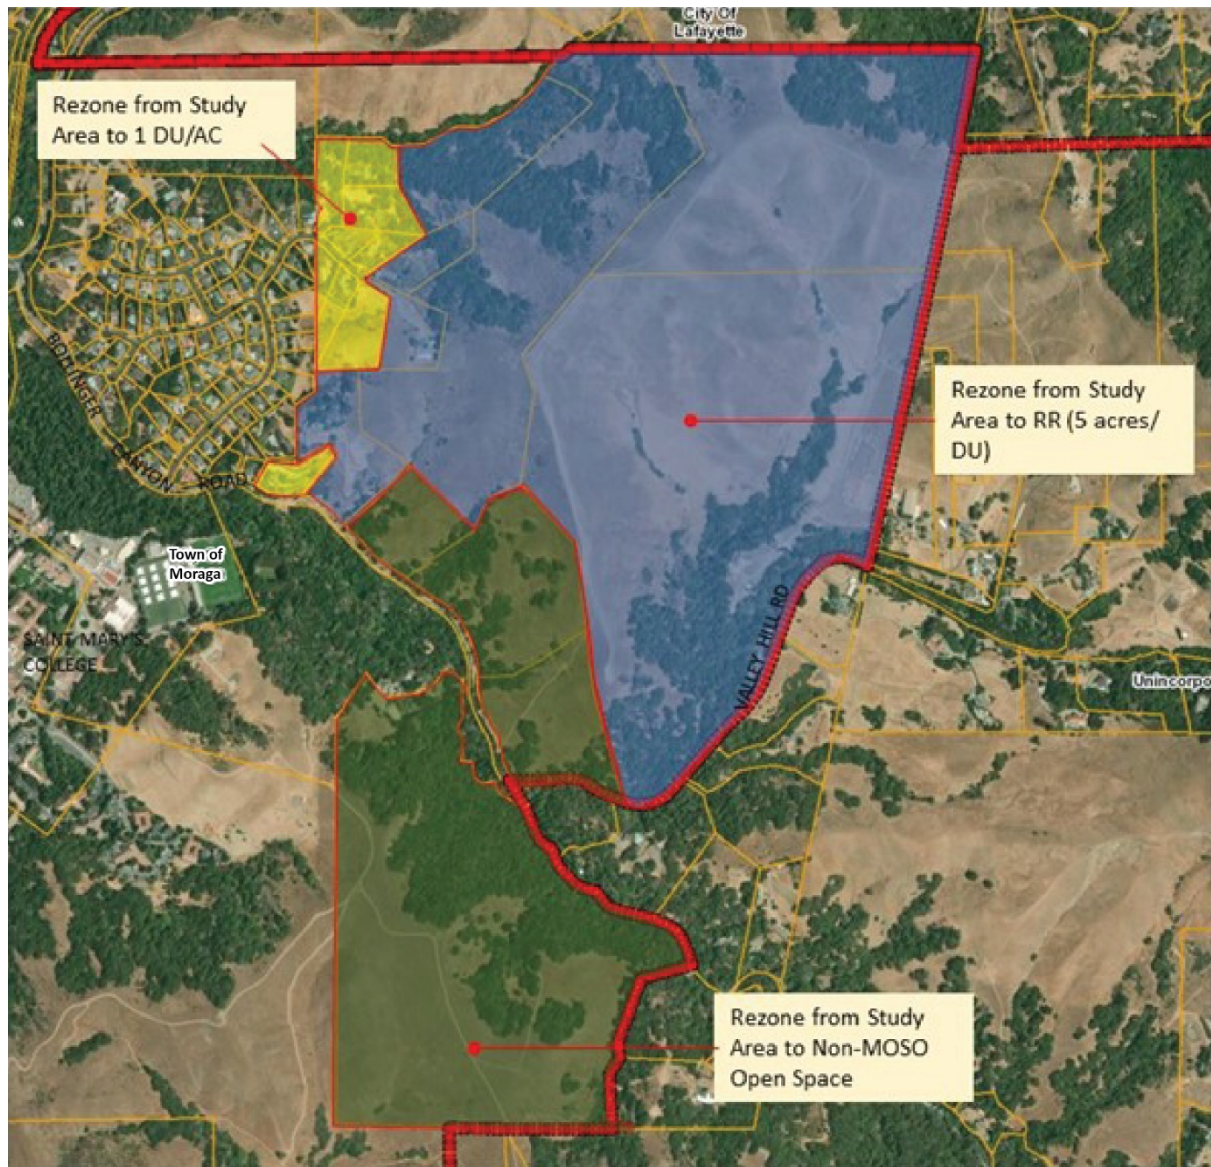 City Of
Lafayette
Rezone from Study
Area to 1 DU/AC
Rezone from Study
Area to RR (5 acres/
DU)
BOLLINGER CANYON ROAD
Town of
Moraga
SAINT MARY'S
COLLEGE
VALLEY HILL RD
Unincorpo
Rezone from Study
Area to Non-MOSO
Open Space